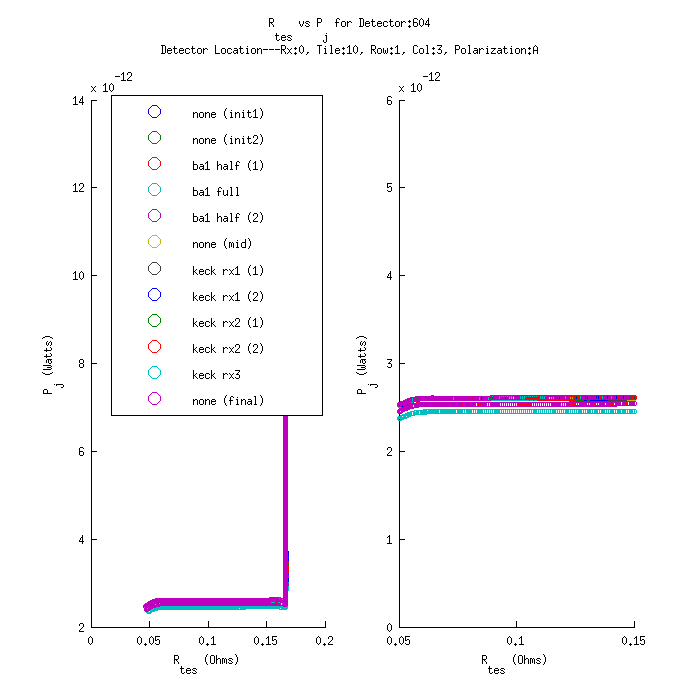 R    vs P  for Detector:604
tes    j
Detector Location---Rx:0, Tile:10, Row:1, Col:3, Polarization:A
x 10^-12
14
12
10
8
6
4
2
0
0.05
0.1
0.15
0.2
P_j (Watts)
R_tes (Ohms)
none (init1)
none (init2)
ba1 half (1)
ba1 full
ba1 half (2)
none (mid)
keck rx1 (1)
keck rx1 (2)
keck rx2 (1)
keck rx2 (2)
keck rx3
none (final)
x 10^-12
6
5
4
3
2
1
0
0.05
0.1
0.15
P_j (Watts)
R_tes (Ohms)